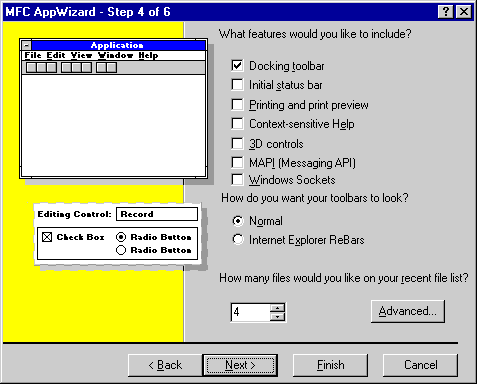 MFC AppWizard - Step 4 of 6
Application
File Edit View Window Help
Editing Control: Record
Check Box
Radio Button
Radio Button
What features would you like to include?
Docking toolbar
Initial status bar
Printing and print preview
Context-sensitive Help
3D controls
MAPI (Messaging API)
Windows Sockets
How do you want your toolbars to look?
Normal
Internet Explorer ReBars
How many files would you like on your recent file list?
4
Advanced...
< Back
Next >
Finish
Cancel